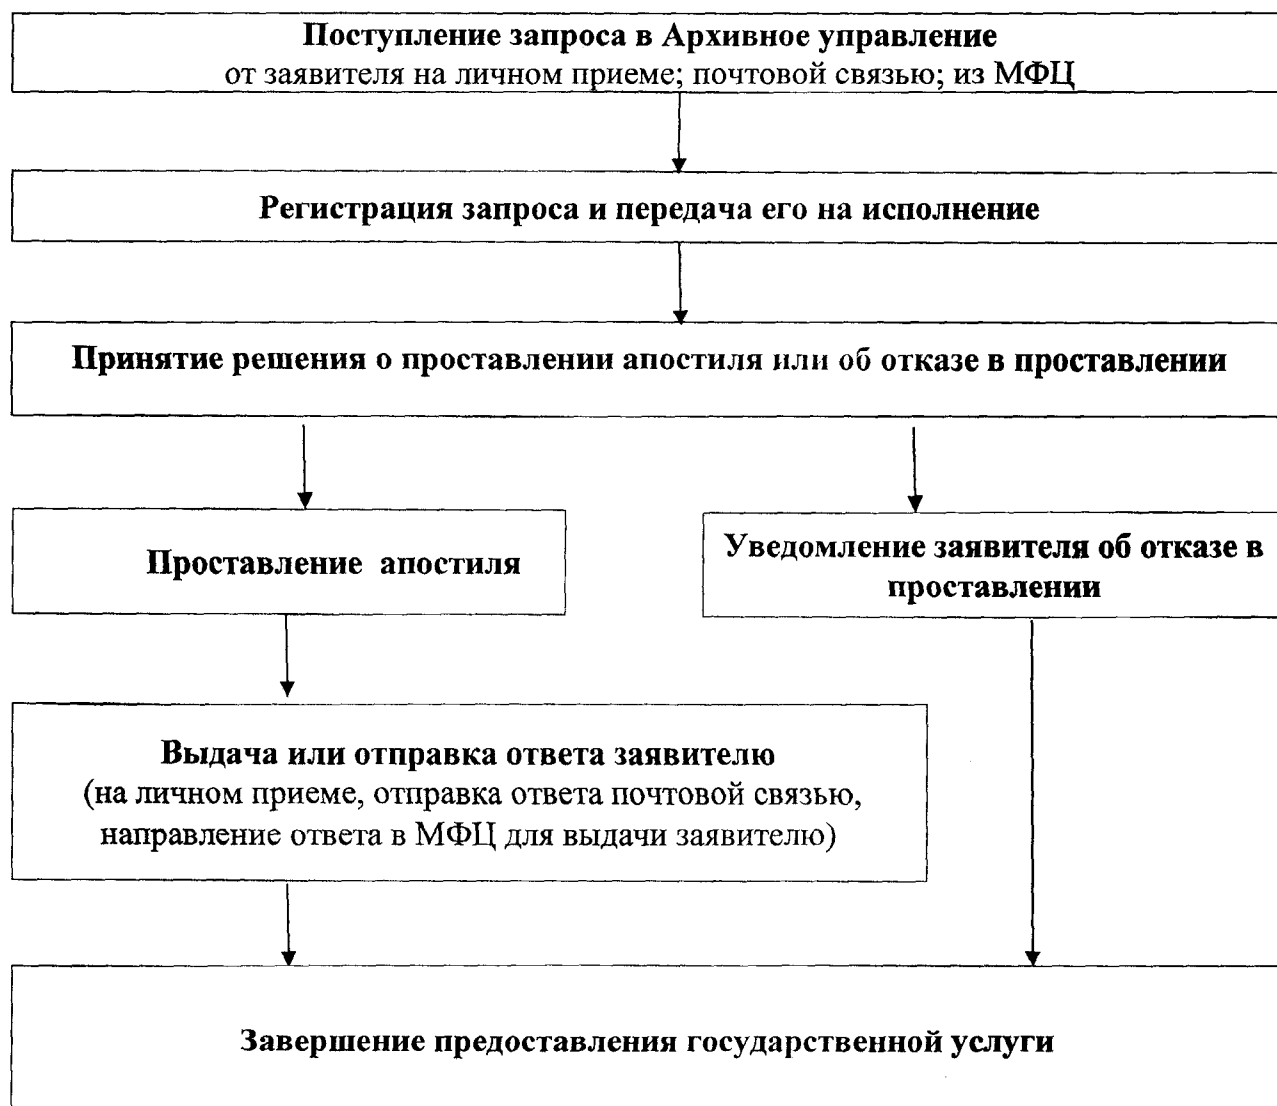 Поступление запроса в Архивное управление
от заявителя на личном приеме; почтовой связью; из МФЦ
Регистрация запроса и передача его на исполнение
Принятие решения о проставлении апостиля или об отказе в проставлении
Проставление апостиля
Уведомление заявителя об отказе в
проставлении
Выдача или отправка ответа заявителю
(на личном приеме, отправка ответа почтовой связью,
направление ответа в МФЦ для выдачи заявителю)
Завершение предоставления государственной услуги